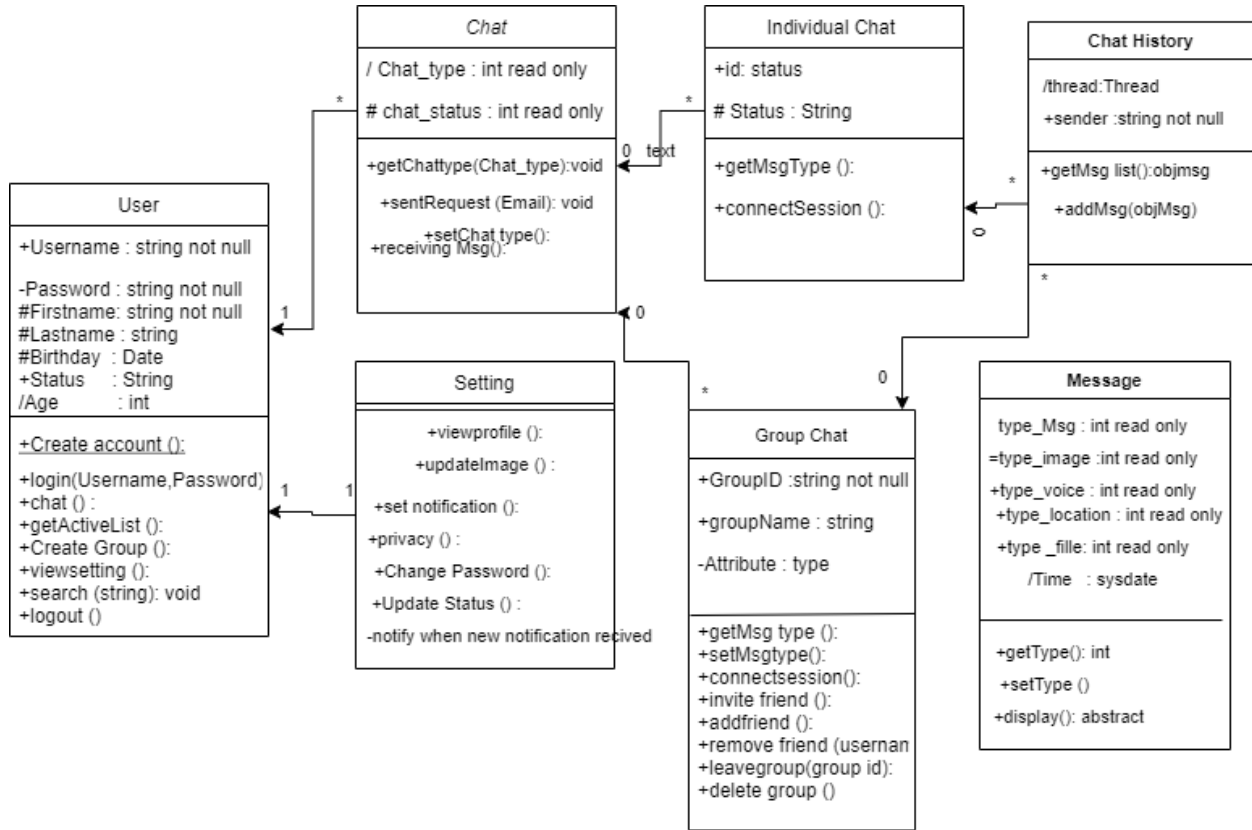 Chat
/ Chat_type : int read only
# chat_status : int read only
+getChattype(Chat_type):void
+sentRequest (Email): void
+setChat type():
+receiving Msg():
Individual Chat
+id: status
# Status : String
+getMsgType ():
+connectSession ():
Chat History
/thread:Thread
+sender :string not null
+getMsg list():objmsg
+addMsg(objMsg)
User
+Username : string not null
-Password : string not null
#Firstname: string not null
#Lastname : string
#Birthday : Date
+Status : String
/Age : int
+Create account ():
+login(Username,Password)
+chat () :
+getActiveList ():
+Create Group ():
+viewsetting ():
+search (string): void
+logout ()
Setting
+viewprofile ():
+updateImage () :
+set notification ():
+privacy () :
+Change Password ():
+Update Status () :
-notify when new notification recived
Group Chat
+GroupID :string not null
+groupName : string
-Attribute : type
+getMsg type ():
+setMsgtype():
+connectsession():
+invite friend ():
+addfriend ():
+remove friend (usernan
+leavegroup(group id):
+delete group ()
Message
type_Msg : int read only
=type_image :int read only
+type_voice : int read only
+type_location : int read only
+type _fille: int read only
/Time : sysdate
+getType(): int
+setType ()
+display(): abstract
*
1
*
0 text
*
0
*
0
0
*
*
0
1
1